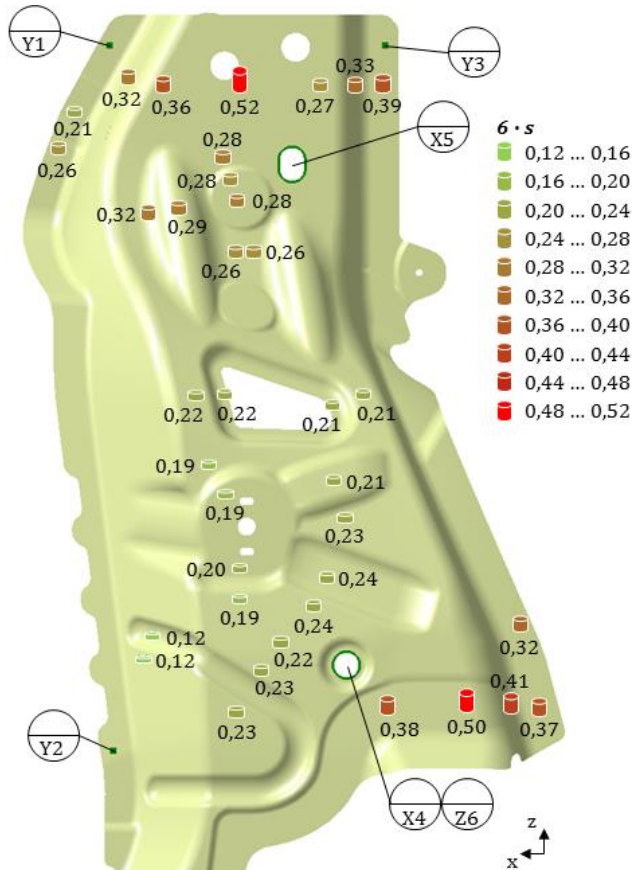 Y1
Y3
0,33
0,32
0,36
0,52
0,27
0,39
0,21
X5
6 · s
0,26
0,28
0,12 ... 0,16
0,28
0,16 ... 0,20
0,28
0,20 ... 0,24
0,32
0,29
0,24 ... 0,28
0,26
0,26
0,28 ... 0,32
0,32 ... 0,36
0,36 ... 0,40
0,40 ... 0,44
0,44 ... 0,48
0,48 ... 0,52
0,22
0,22
0,21
0,21
0,19
0,21
0,19
0,23
0,20
0,24
0,19
0,24
0,12
0,22
0,32
0,12
0,23
0,41
0,23
0,38
0,50
0,37
Y2
X4
Z6
z
x